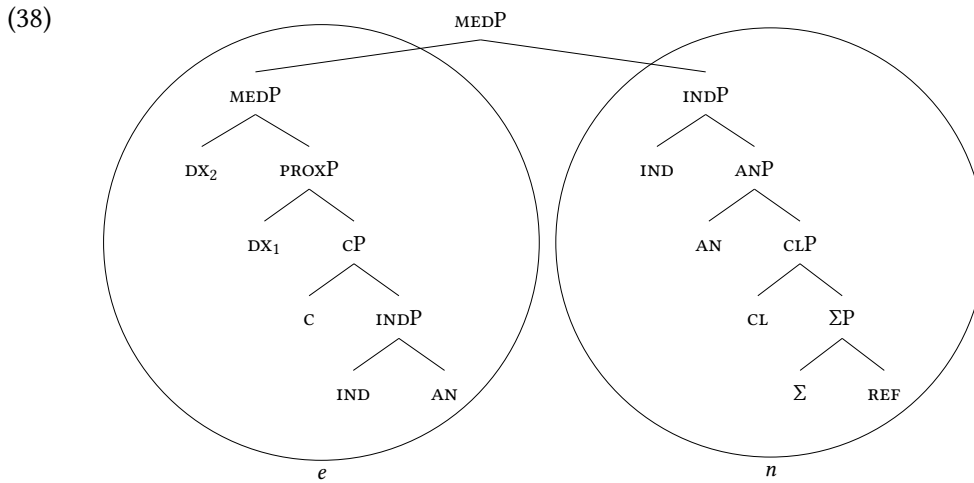 (38)
MEDP
MEDP INDP
DX₂ PROXP IND ANP
DX₁ CP AN CLP
C INDP CL ΣP
IND AN Σ REF
e n